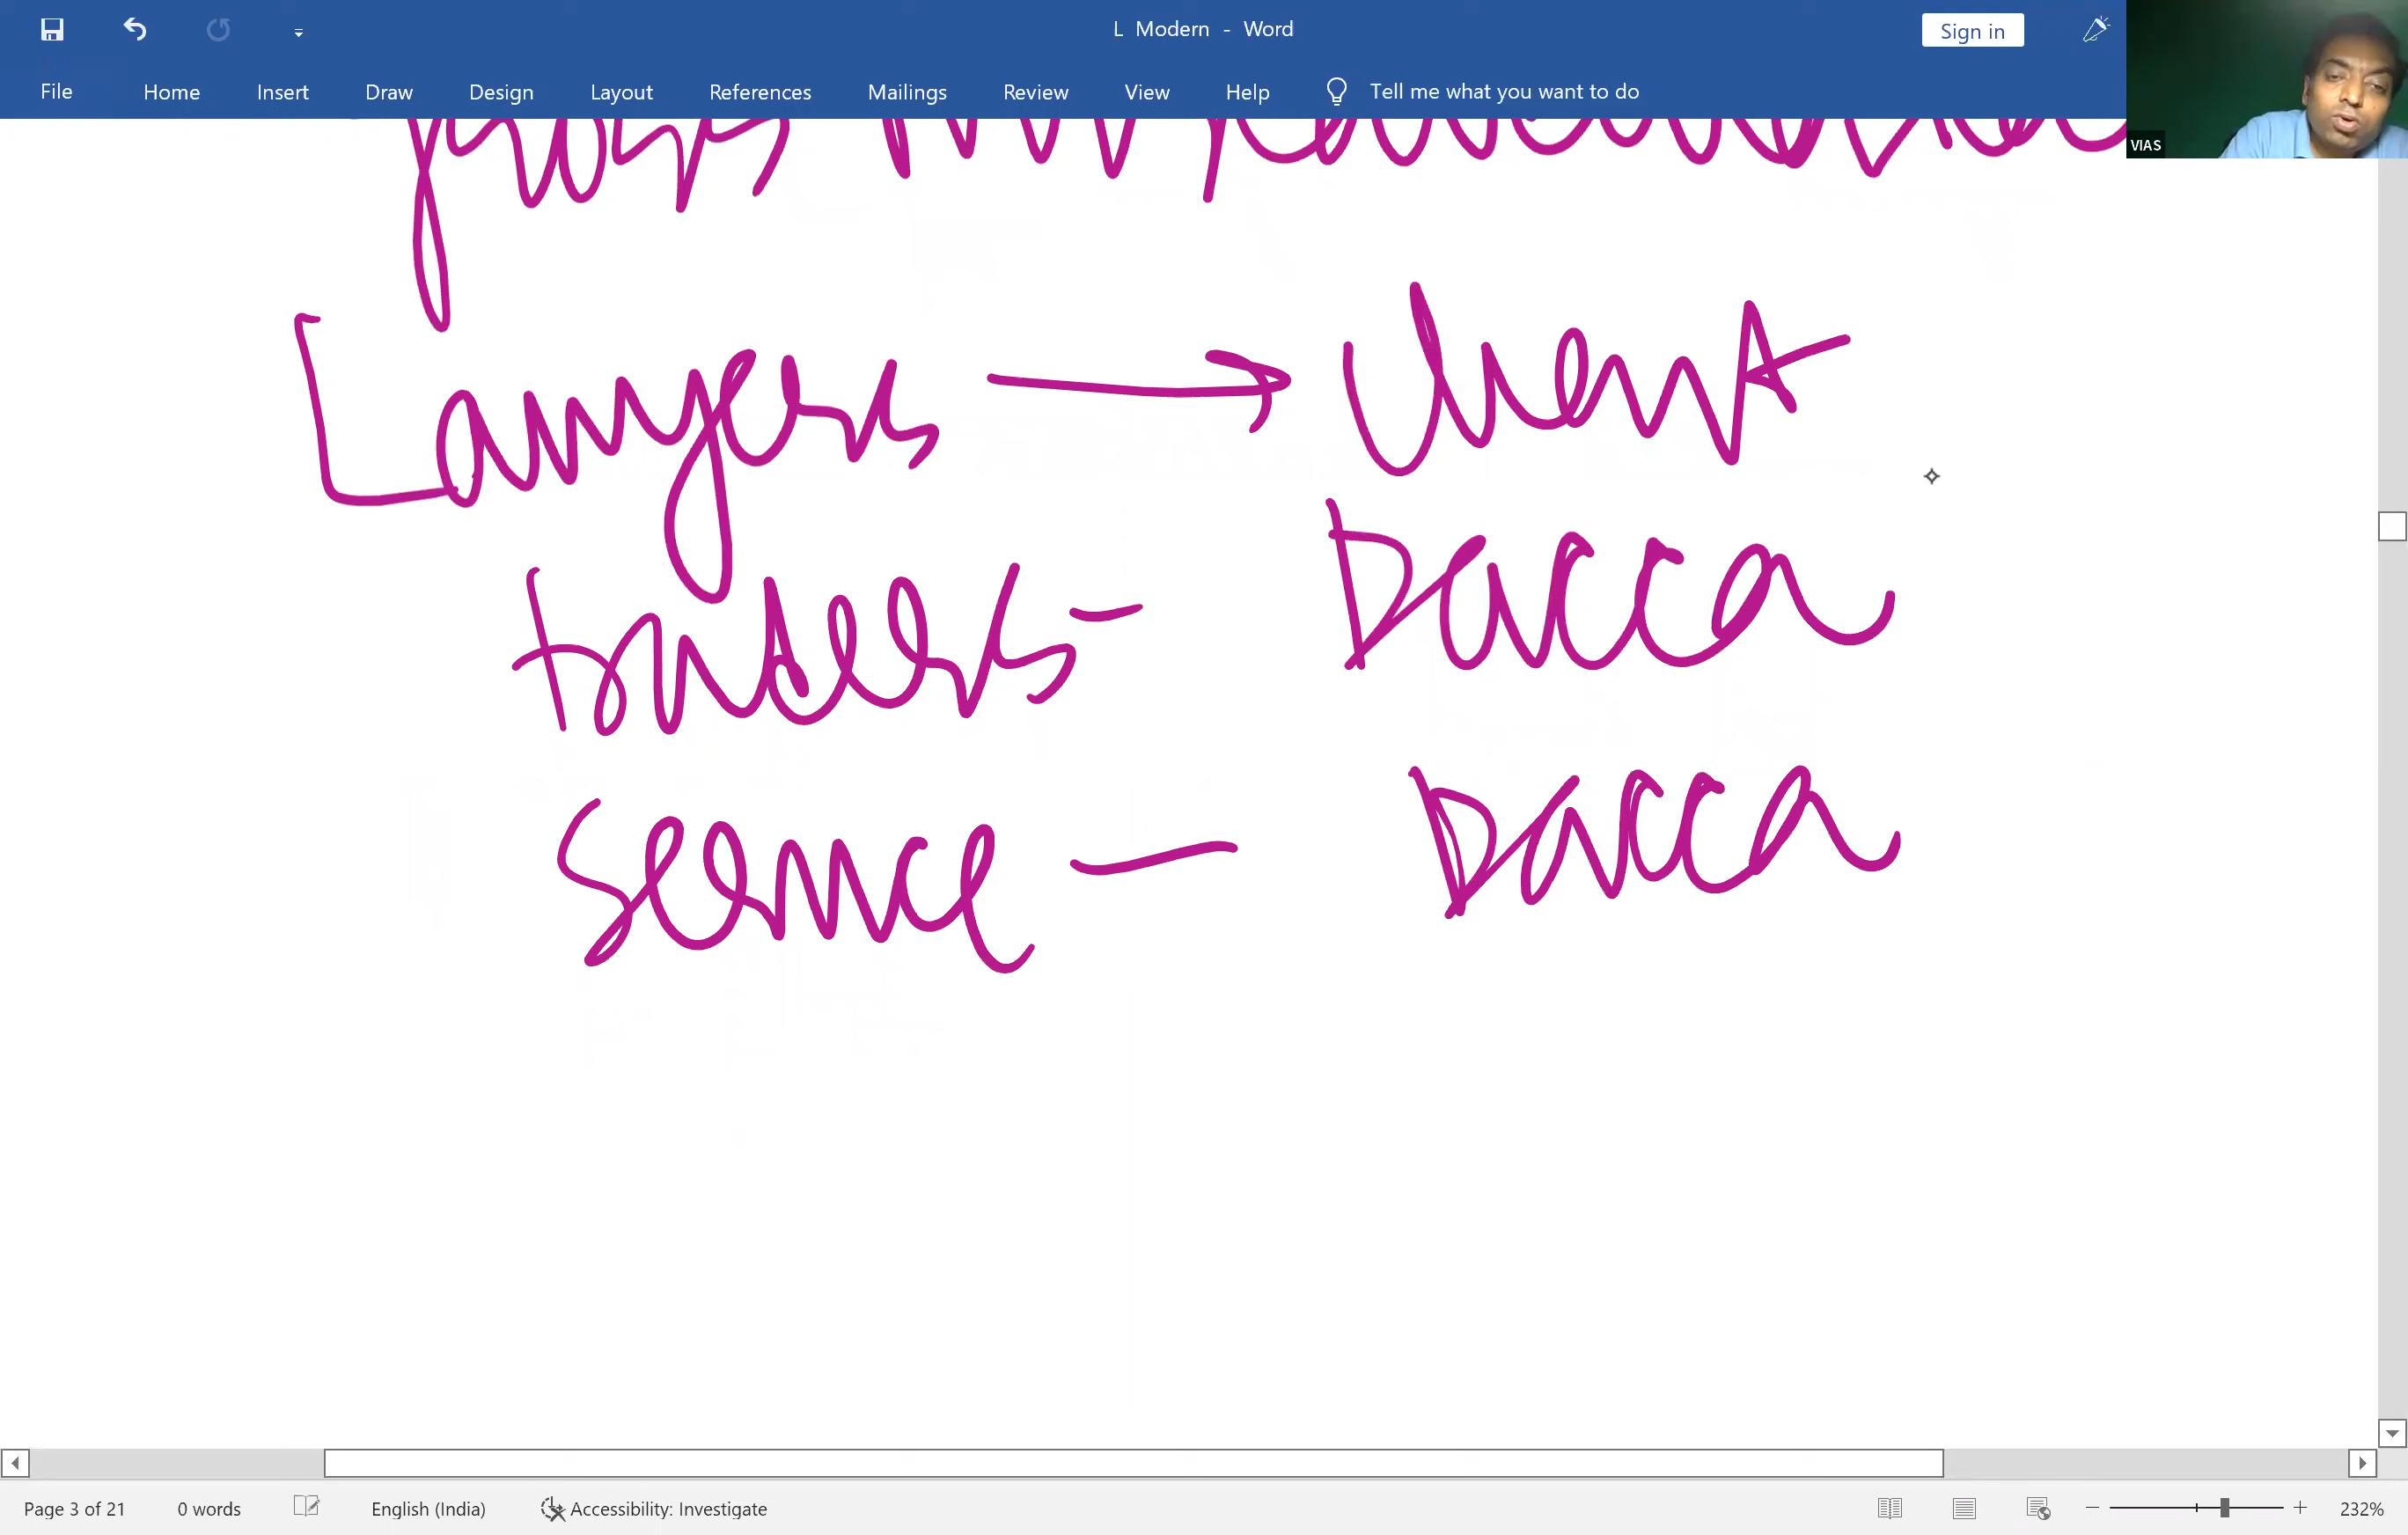 L Modern - Word
Sign in
File Home Insert Draw Design Layout References Mailings Review View Help Tell me what you want to do
VIAS
Lawyers → client
traders - Dacca
Service - Dacca
Page 3 of 21 0 words English (India) Accessibility: Investigate 232%